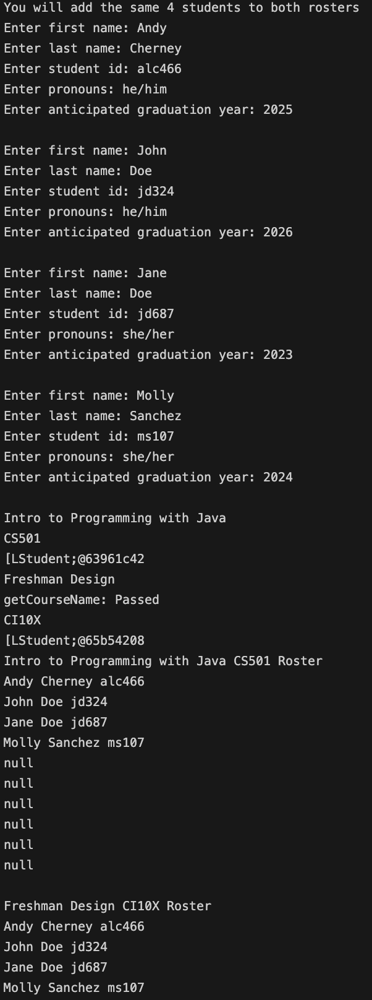 You will add the same 4 students to both rosters
Enter first name: Andy
Enter last name: Cherney
Enter student id: alc466
Enter pronouns: he/him
Enter anticipated graduation year: 2025
Enter first name: John
Enter last name: Doe
Enter student id: jd324
Enter pronouns: he/him
Enter anticipated graduation year: 2026
Enter first name: Jane
Enter last name: Doe
Enter student id: jd687
Enter pronouns: she/her
Enter anticipated graduation year: 2023
Enter first name: Molly
Enter last name: Sanchez
Enter student id: ms107
Enter pronouns: she/her
Enter anticipated graduation year: 2024
Intro to Programming with Java
CS501
[LStudent;@63961c42
Freshman Design
getCourseName: Passed
CI10X
[LStudent;@65b54208
Intro to Programming with Java CS501 Roster
Andy Cherney alc466
John Doe jd324
Jane Doe jd687
Molly Sanchez ms107
null
null
null
null
null
null
Freshman Design CI10X Roster
Andy Cherney alc466
John Doe jd324
Jane Doe jd687
Molly Sanchez ms107